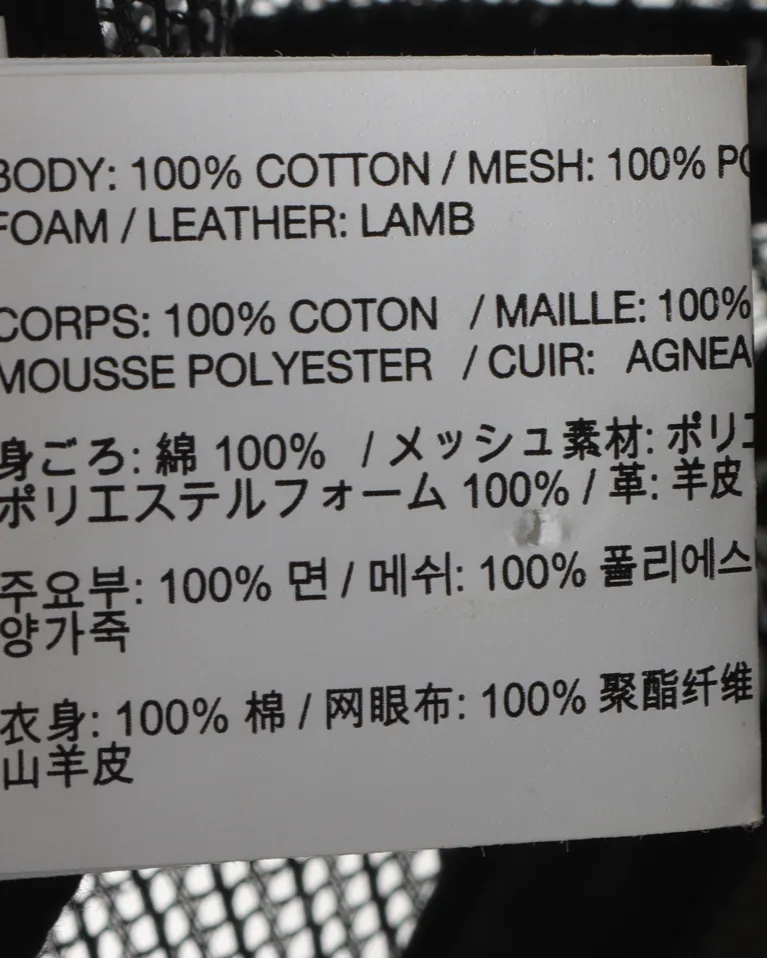 BODY: 100% COTTON / MESH: 100%
FOAM / LEATHER: LAMB
CORPS: 100% COTON / MAILLE: 100%
MOUSSE POLYESTER / CUIR: AGNEA
身ごろ: 綿 100% / メッシュ素材: ポリエ
ポリエステルフォーム 100% / 革: 羊皮
주요부: 100% 면 / 메쉬: 100% 폴리에스
양가죽
衣身: 100% 棉 / 网眼布: 100% 聚酯纤维
山羊皮